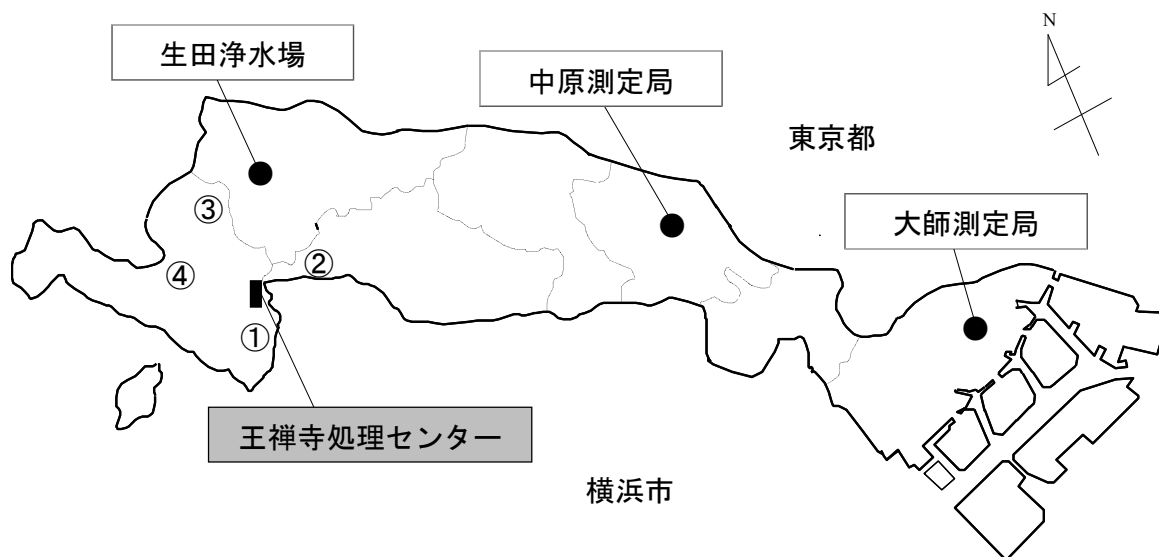 N
生田浄水場
中原測定局
東京都
大師測定局
③
②
④
①
王禅寺処理センター
横浜市